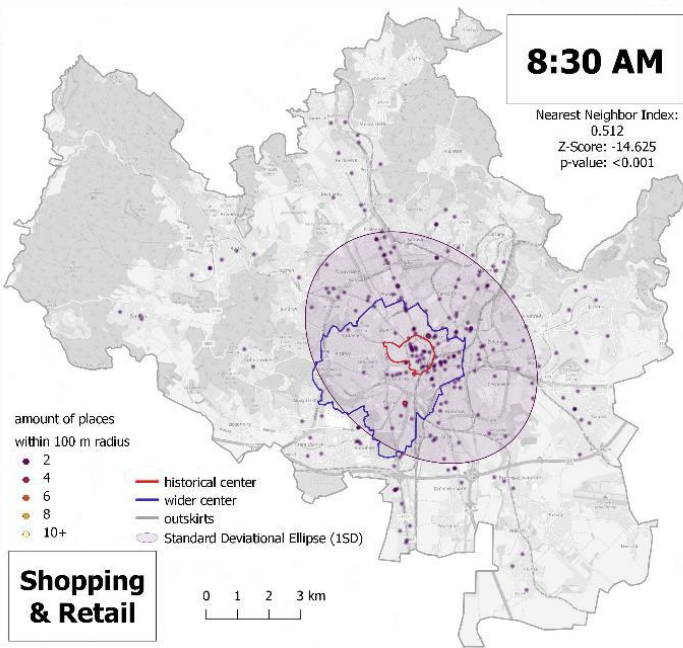 8:30 AM
Nearest Neighbor Index:
0.512
Z-Score: -14.625
p-value: <0.001
amount of places
within 100 m radius
2
4
6
8
10+
historical center
wider center
outskirts
Standard Deviational Ellipse (1SD)
Shopping
& Retail
0 1 2 3 km